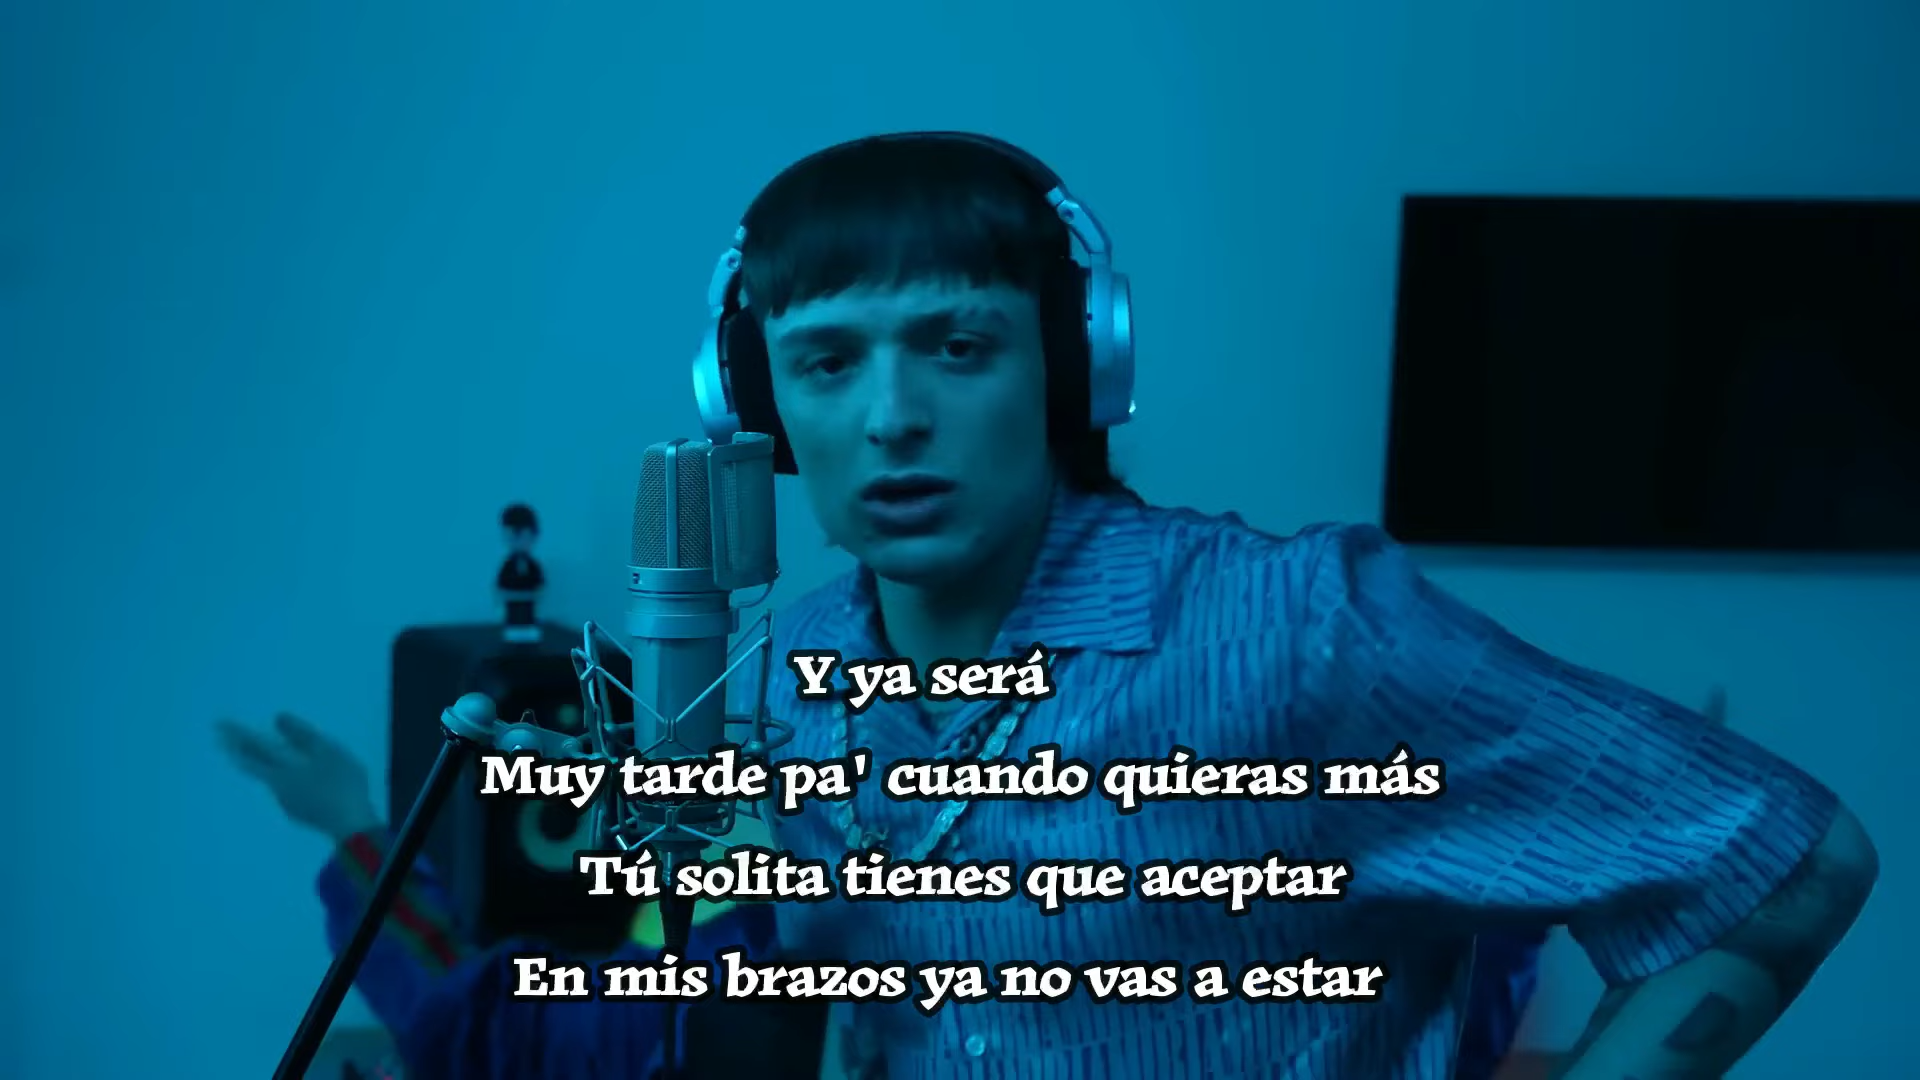 Y ya será
Muy tarde pa' cuando quieras más
Tú solita tienes que aceptar
En mis brazos ya no vas a estar